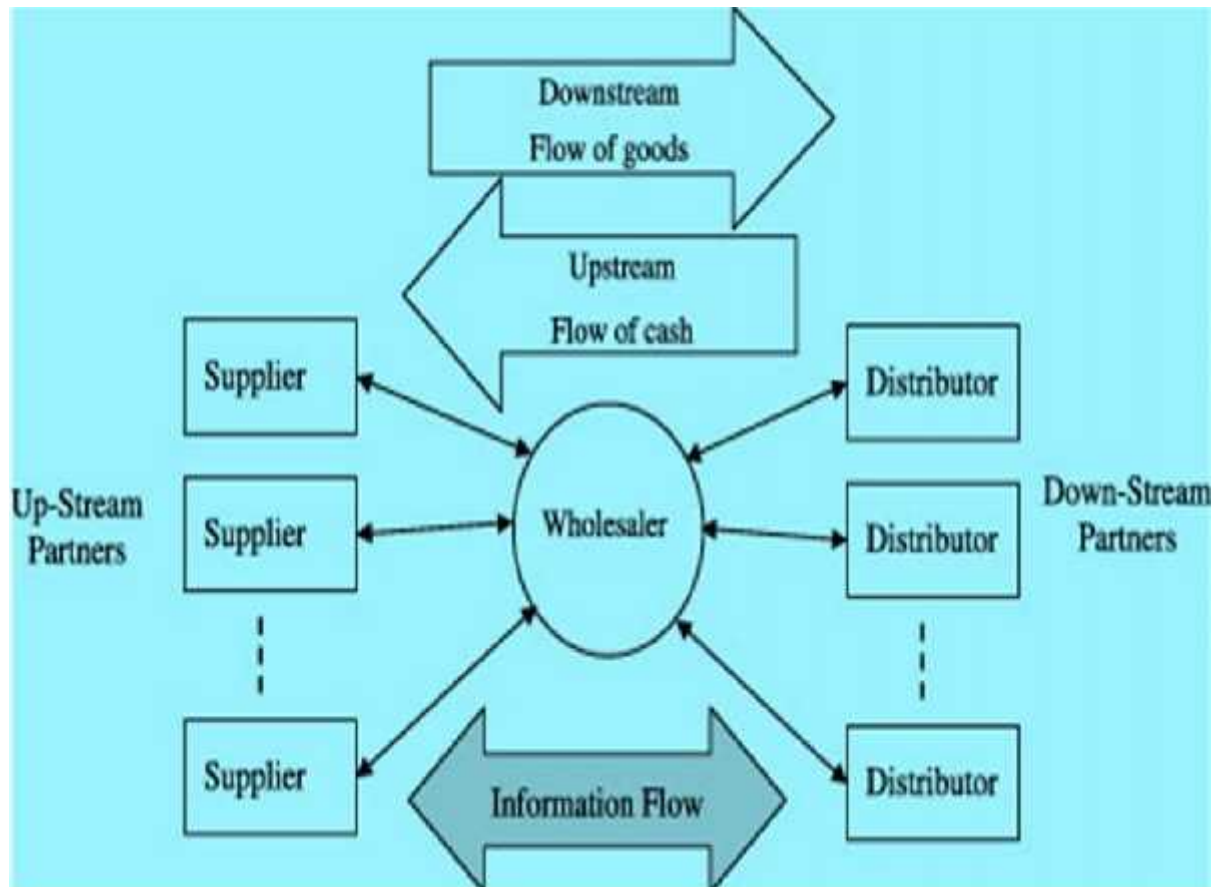 Downstream
Flow of goods
Upstream
Flow of cash
Supplier
Distributor
Up-Stream
Partners
Supplier
Wholesaler
Distributor
Down-Stream
Partners
Supplier
Information Flow
Distributor